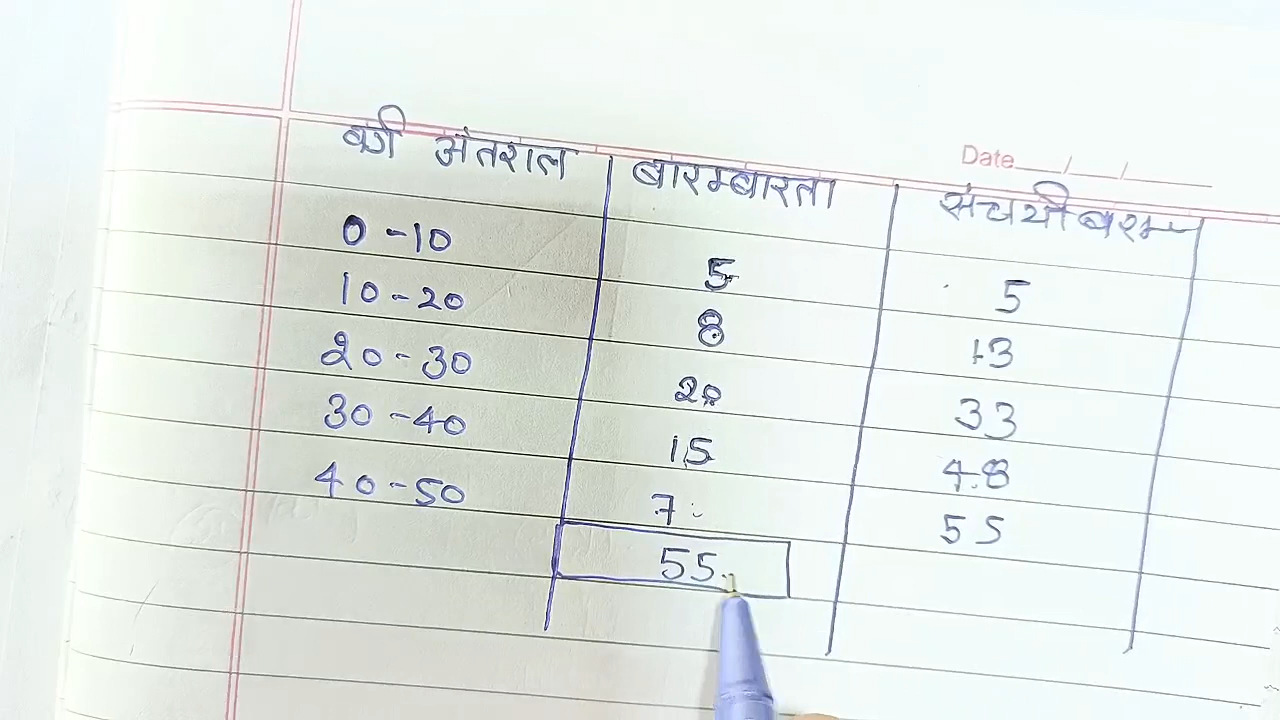 वर्ग अंतराल बारम्बारता संचयी बारम्
Date / /
0-10 5 5
10-20 8 13
20-30 20 33
30-40 15 48
40-50 7 55
55